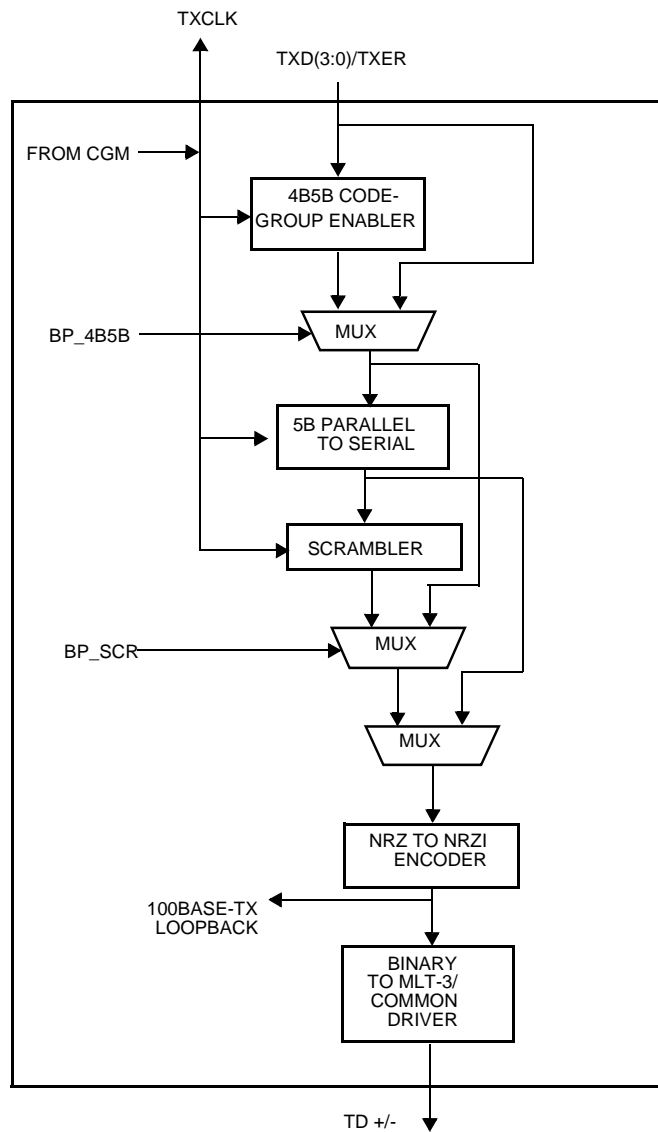 TXCLK
TXD(3:0)/TXER
FROM CGM
4B5B CODE-
GROUP ENABLER
BP_4B5B
MUX
5B PARALLEL
TO SERIAL
SCRAMBLER
BP_SCR
MUX
MUX
NRZ TO NRZI
ENCODER
100BASE-TX
LOOPBACK
BINARY
TO MLT-3/
COMMON
DRIVER
TD +/-